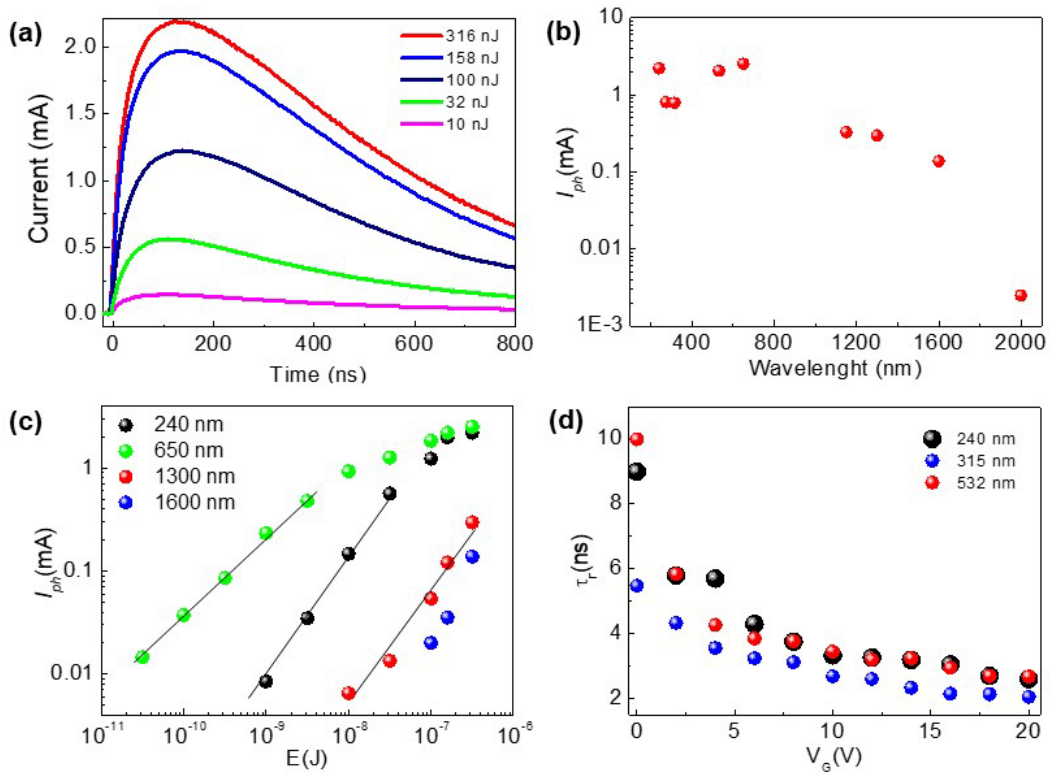 (a)
316 nJ
158 nJ
100 nJ
32 nJ
10 nJ
2.0
1.5
1.0
0.5
0.0
Current (mA)
0 200 400 600 800
Time (ns)
(b)
10
1
0.1
0.01
1E-3
I_ph(mA)
400 800 1200 1600 2000
Wavelenght (nm)
(c)
240 nm
650 nm
1300 nm
1600 nm
1
0.1
0.01
I_ph(mA)
10⁻¹¹ 10⁻¹⁰ 10⁻⁹ 10⁻⁸ 10⁻⁷ 10⁻⁶
E(J)
(d)
240 nm
315 nm
532 nm
10
8
6
4
2
τ_r(ns)
0 5 10 15 20
V_G(V)